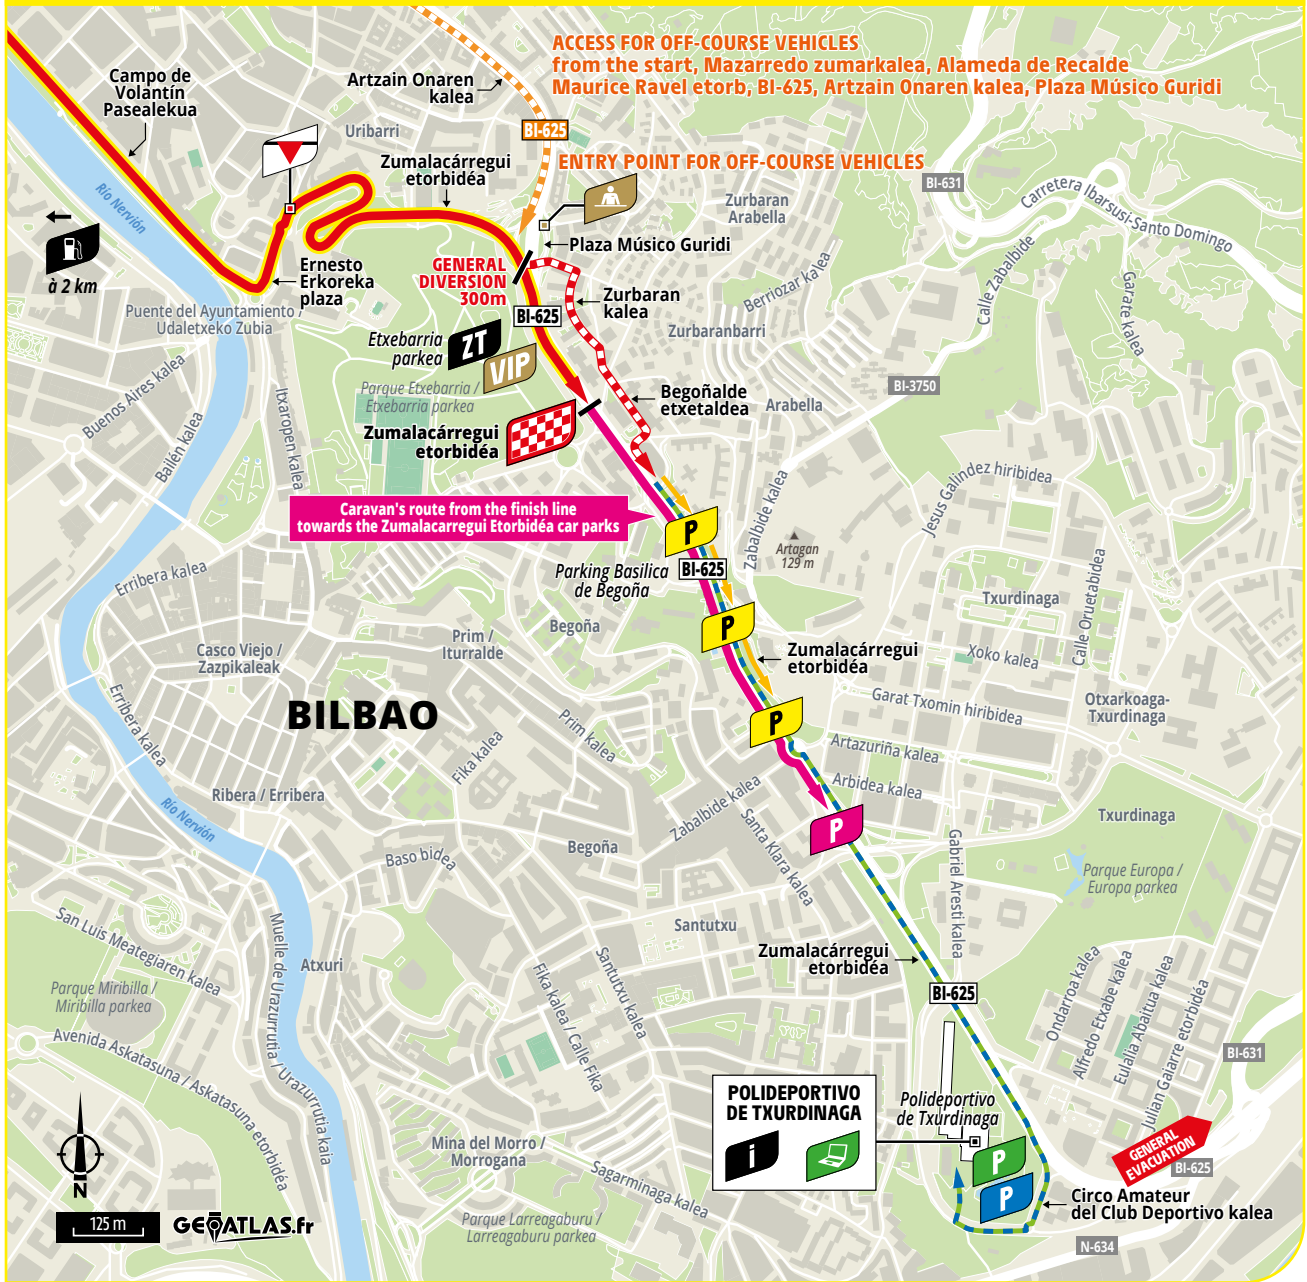 ACCESS FOR OFF-COURSE VEHICLES
from the start, Mazarredo zumarkalea, Alameda de Recalde
Maurice Ravel etorb, BI-625, Artzain Onaren kalea, Plaza Músico Guridi
Campo de
Volantín
Pasealekua
Artzain Onaren
kalea
Uribarri
BI-625
ENTRY POINT FOR OFF-COURSE VEHICLES
Zumalacárregui
etorbidéa
BI-631
Carretera Ibarsusi-Santo Domingo
Río Nervión
Zurbaran
Arabella
Plaza Músico Guridi
à 2 km
Ernesto
Erkoreka
plaza
GENERAL
DIVERSION
300m
Zurbaran
kalea
Berriozar kalea
Calle Zabalbide
Garate kalea
Puente del Ayuntamiento /
Udaletxeko Zubia
BI-625
Zurbaranbarri
Etxebarria
parkea
ZT
VIP
Parque Etxebarria /
Etxebarria parkea
Buenos Aires kalea
Itxaropen kalea
Bailén kalea
BI-3750
Begoñalde
etxetaldea
Arabella
Zumalacárregui
etorbidéa
Jesus Galindez hiribidea
Zabalbide kalea
Caravan's route from the finish line
towards the Zumalacarregui Etorbidéa car parks
P
Artagan
129 m
Parking Basilica
de Begoña
BI-625
Erribera kalea
Txurdinaga
Calle Oruetabidea
P
Begoña
Prim /
Iturralde
Casco Viejo /
Zazpikaleak
Zumalacárregui
etorbidéa
Xoko kalea
Erribera kalea
BILBAO
Garat Txomin hiribidea
Otxarkoaga-
Txurdinaga
P
Prim kalea
Fika kalea
Artazuriña kalea
Arbidea kalea
Ribera / Erribera
Río Nervión
Zabalbide kalea
Santa Klara kalea
P
Txurdinaga
Begoña
Baso bidea
Gabriel Aresti kalea
Parque Europa /
Europa parkea
San Luis Meategiaren kalea
Muelle de Urazurrutia / Urazurrutia kaia
Santutxu
Atxuri
Zumalacárregui
etorbidéa
Fika kalea / Calle Fika
Santutxu kalea
Parque Miribilla /
Miribilla parkea
BI-625
Ondarroa kalea
Alfredo Etxabe kalea
Eulalia Abaitua kalea
Julian Gaiarre etorbidéa
Avenida Askatasuna / Askatasuna etorbidéa
BI-631
POLIDEPORTIVO
DE TXURDINAGA
i
Polideportivo
de Txurdinaga
Mina del Morro /
Morrogana
Sagarminaga kalea
P
P
GENERAL
EVACUATION
BI-625
Circo Amateur
del Club Deportivo kalea
N
125 m
GEOATLAS.fr
Parque Larreagaburu /
Larreagaburu parkea
N-634